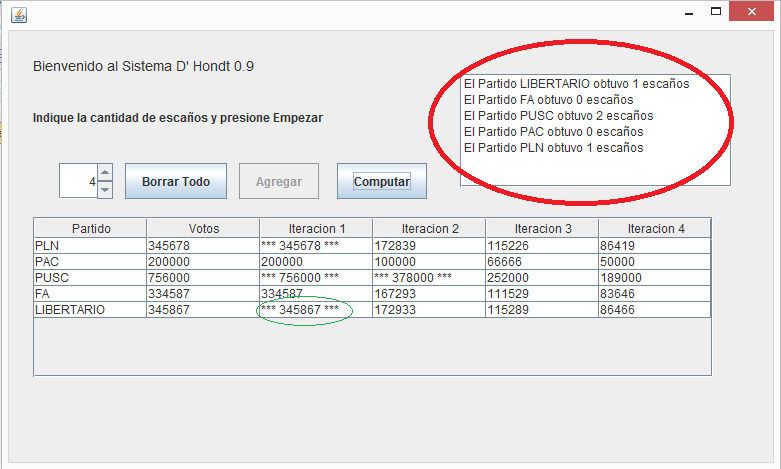 Bienvenido al Sistema D' Hondt 0.9
El Partido LIBERTARIO obtuvo 1 escaños
El Partido FA obtuvo 0 escaños
El Partido PUSC obtuvo 2 escaños
El Partido PAC obtuvo 0 escaños
El Partido PLN obtuvo 1 escaños
Indique la cantidad de escaños y presione Empezar
4 Borrar Todo Agregar Computar
Partido Votos Iteracion 1 Iteracion 2 Iteracion 3 Iteracion 4
PLN 345678 *** 345678 *** 172839 115226 86419
PAC 200000 200000 100000 66666 50000
PUSC 756000 *** 756000 *** *** 378000 *** 252000 189000
FA 334587 334587 167293 111529 83646
LIBERTARIO 345867 *** 345867 *** 172933 115289 86466